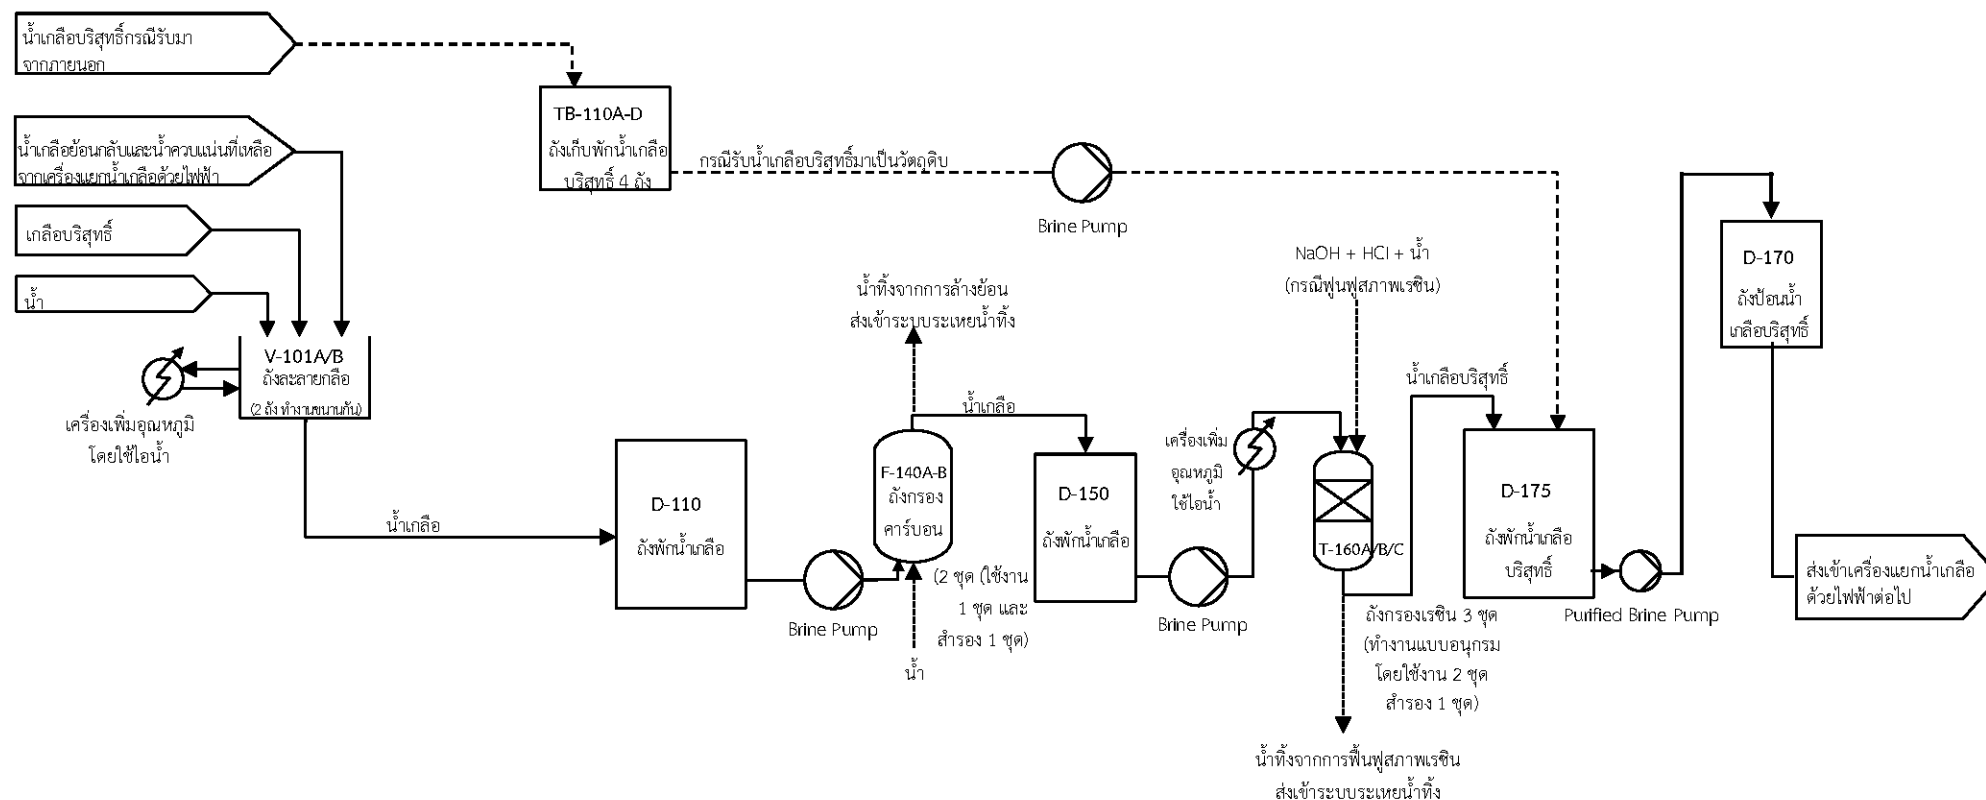 น้ำเกลือบริสุทธิ์กรณีรับมา
จากภายนอก
TB-110A-D
ถังเก็บพักน้ำเกลือ
บริสุทธิ์ 4 ถัง
น้ำเกลือย้อนกลับและน้ำควบแน่นที่เหลือ
จากเครื่องแยกน้ำเกลือด้วยไฟฟ้า
กรณีรับน้ำเกลือบริสุทธิ์มาเป็นวัตถุดิบ
Brine Pump
เกลือบริสุทธิ์
น้ำ
V-101A/B
ถังละลายกลือ
(2 ถัง ทำงานขนานกัน)
เครื่องเพิ่มอุณหภูมิ
โดยใช้ไอน้ำ
น้ำเกลือ
D-110
ถังพักน้ำเกลือ
Brine Pump
น้ำทิ้งจากการล้างย้อน
ส่งเข้าระบบระเหยน้ำทิ้ง
น้ำเกลือ
F-140A-B
ถังกรอง
คาร์บอน
(2 ชุด (ใช้งาน
1 ชุด และ
สำรอง 1 ชุด)
น้ำ
D-150
ถังพักน้ำเกลือ
Brine Pump
เครื่องเพิ่ม
อุณหภูมิ
ใช้ไอน้ำ
NaOH + HCl + น้ำ
(กรณีฟูนฟูสภาพเรซิน)
T-160A/B/C
ถังกรองเรซิน 3 ชุด
(ทำงานแบบอนุกรม
โดยใช้งาน 2 ชุด
สำรอง 1 ชุด)
น้ำทิ้งจากการฟื้นฟูสภาพเรซิน
ส่งเข้าระบบระเหยน้ำทิ้ง
น้ำเกลือบริสุทธิ์
D-175
ถังพักน้ำเกลือ
บริสุทธิ์
Purified Brine Pump
D-170
ถังป้อนน้ำ
เกลือบริสุทธิ์
ส่งเข้าเครื่องแยกน้ำเกลือ
ด้วยไฟฟ้าต่อไป